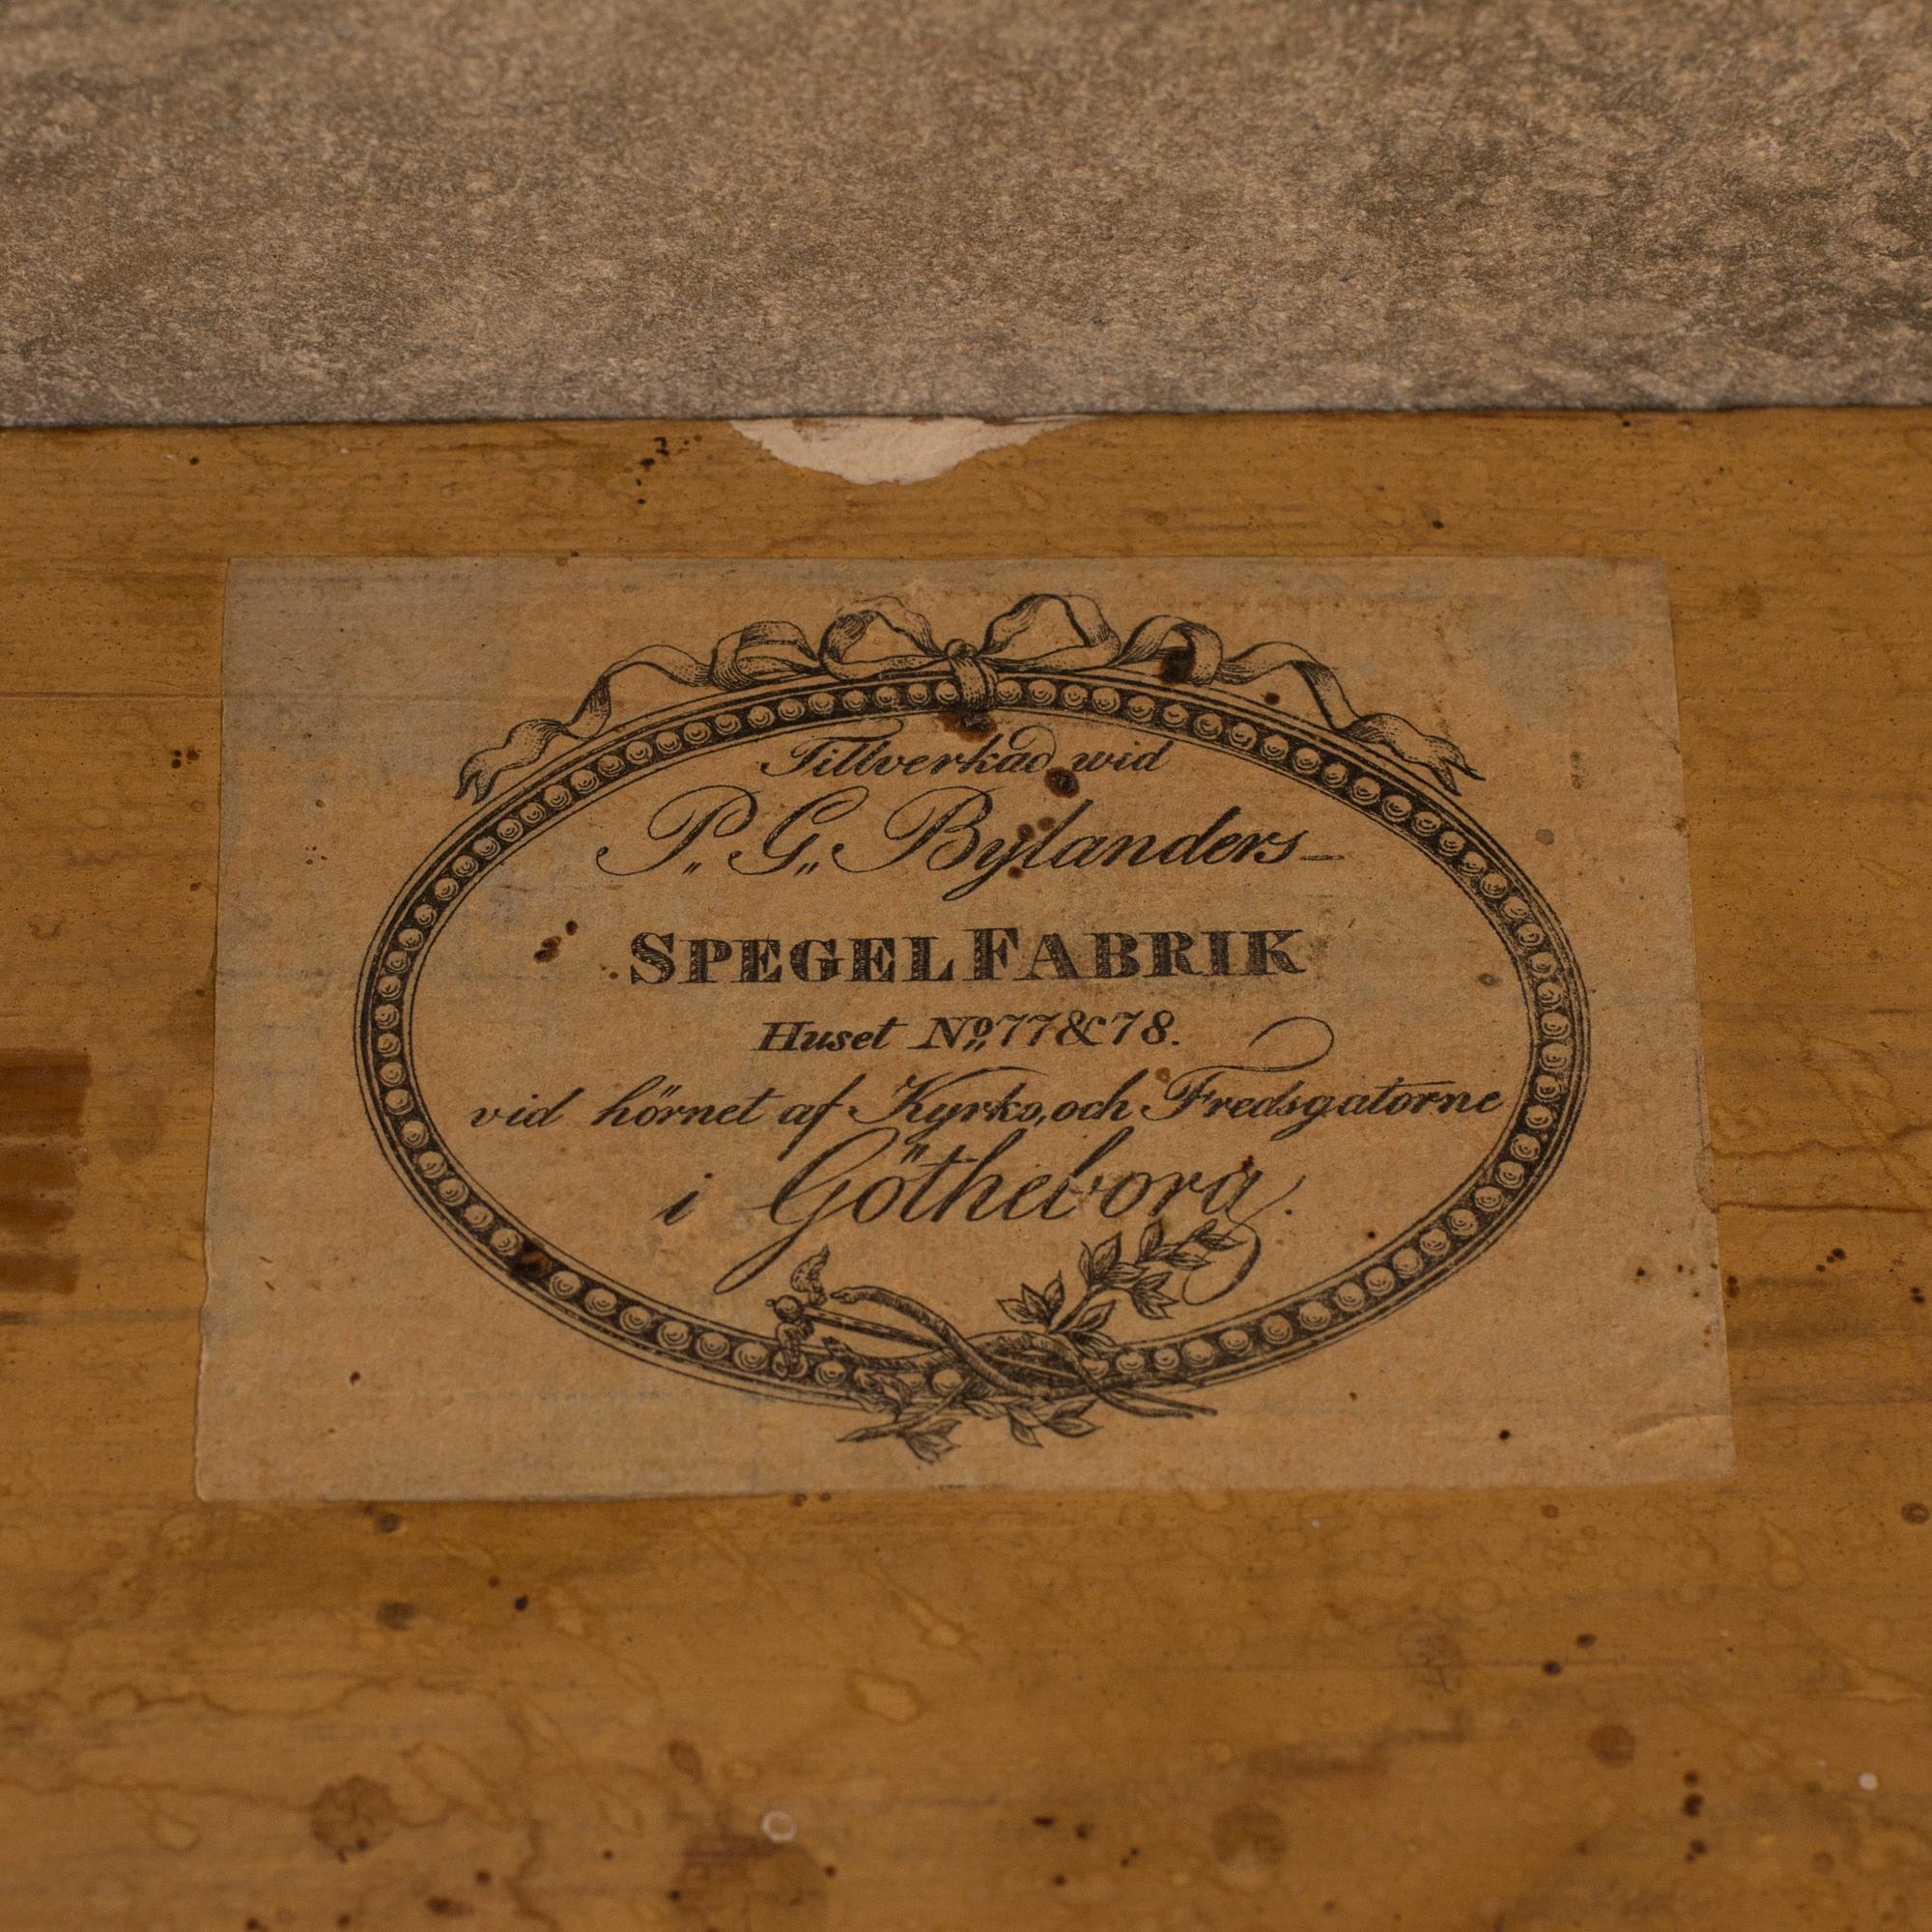 Tillverkad wid
P„ G„ Bylanders
SPEGEL FABRIK
Huset No 77 & 78.
vid hörnet af Kyrko, och Fredsgatorne
i Götheborg.